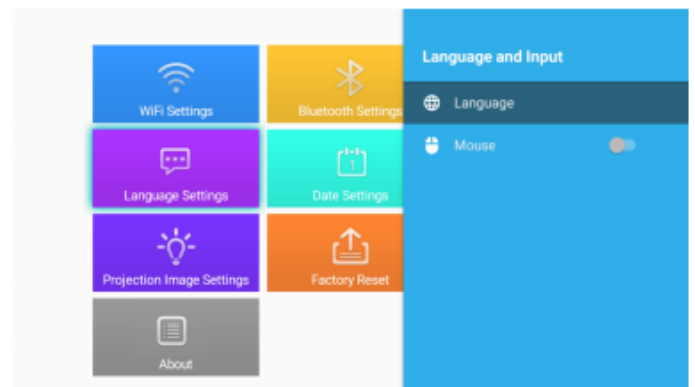 WiFi Settings
Bluetooth Settings
Language Settings
1
Date Settings
Projection Image Settings
Factory Reset
About
Language and Input
Language
Mouse